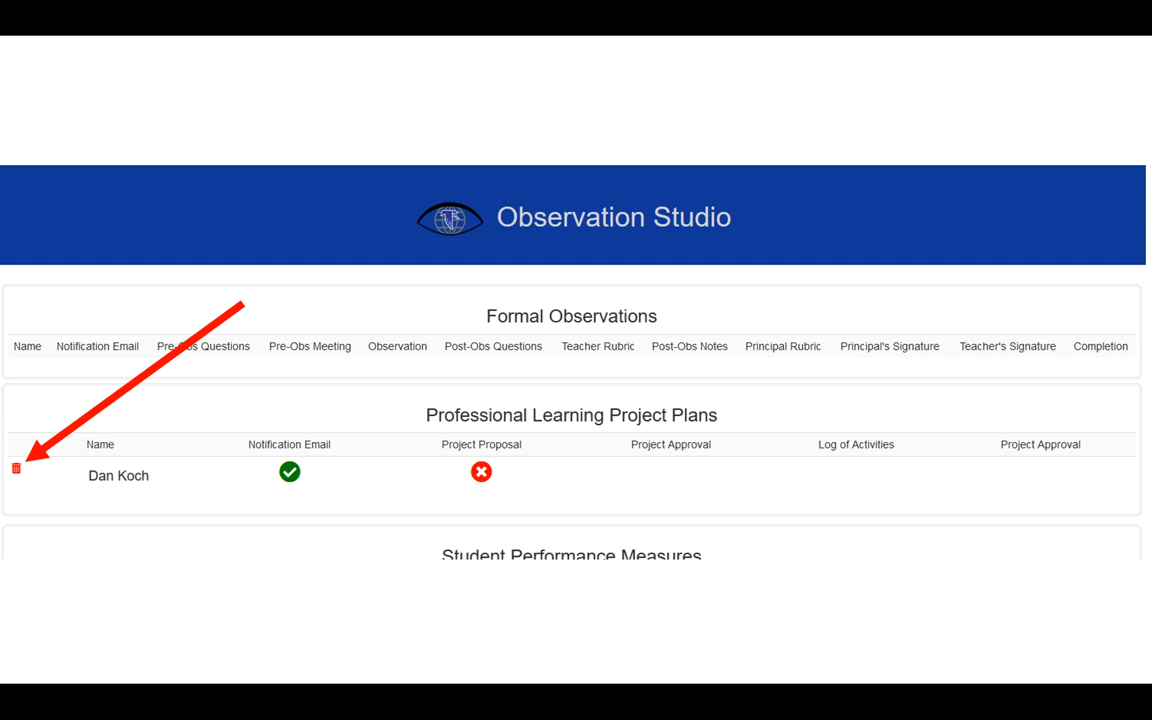 Observation Studio
Formal Observations
Name Notification Email Pre-Obs Questions Pre-Obs Meeting Observation Post-Obs Questions Teacher Rubric Post-Obs Notes Principal Rubric Principal's Signature Teacher's Signature Completion
Professional Learning Project Plans
Name Notification Email Project Proposal Project Approval Log of Activities Project Approval
Dan Koch
Student Performance Measures